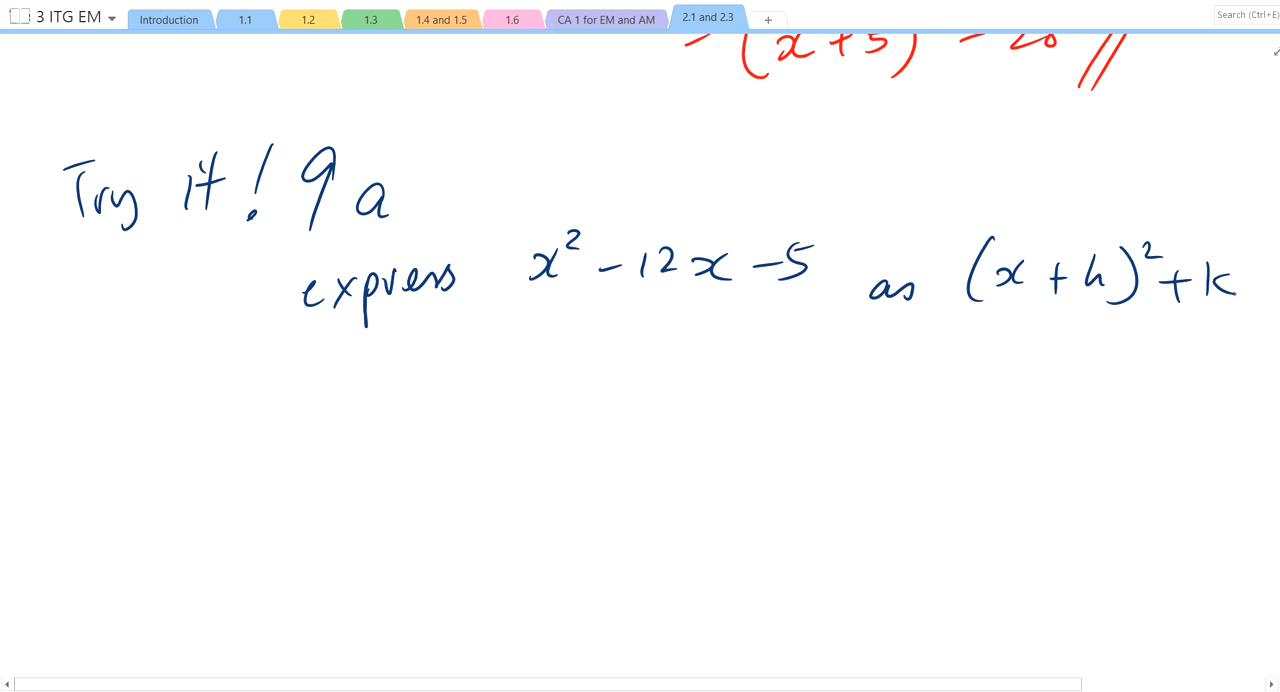 3 ITG EM Introduction 1.1 1.2 1.3 1.4 and 1.5 1.6 CA 1 for EM and AM 2.1 and 2.3 + Search (Ctrl+E)
Try it! 9a
express x² - 12x - 5 as (x + h)² + k